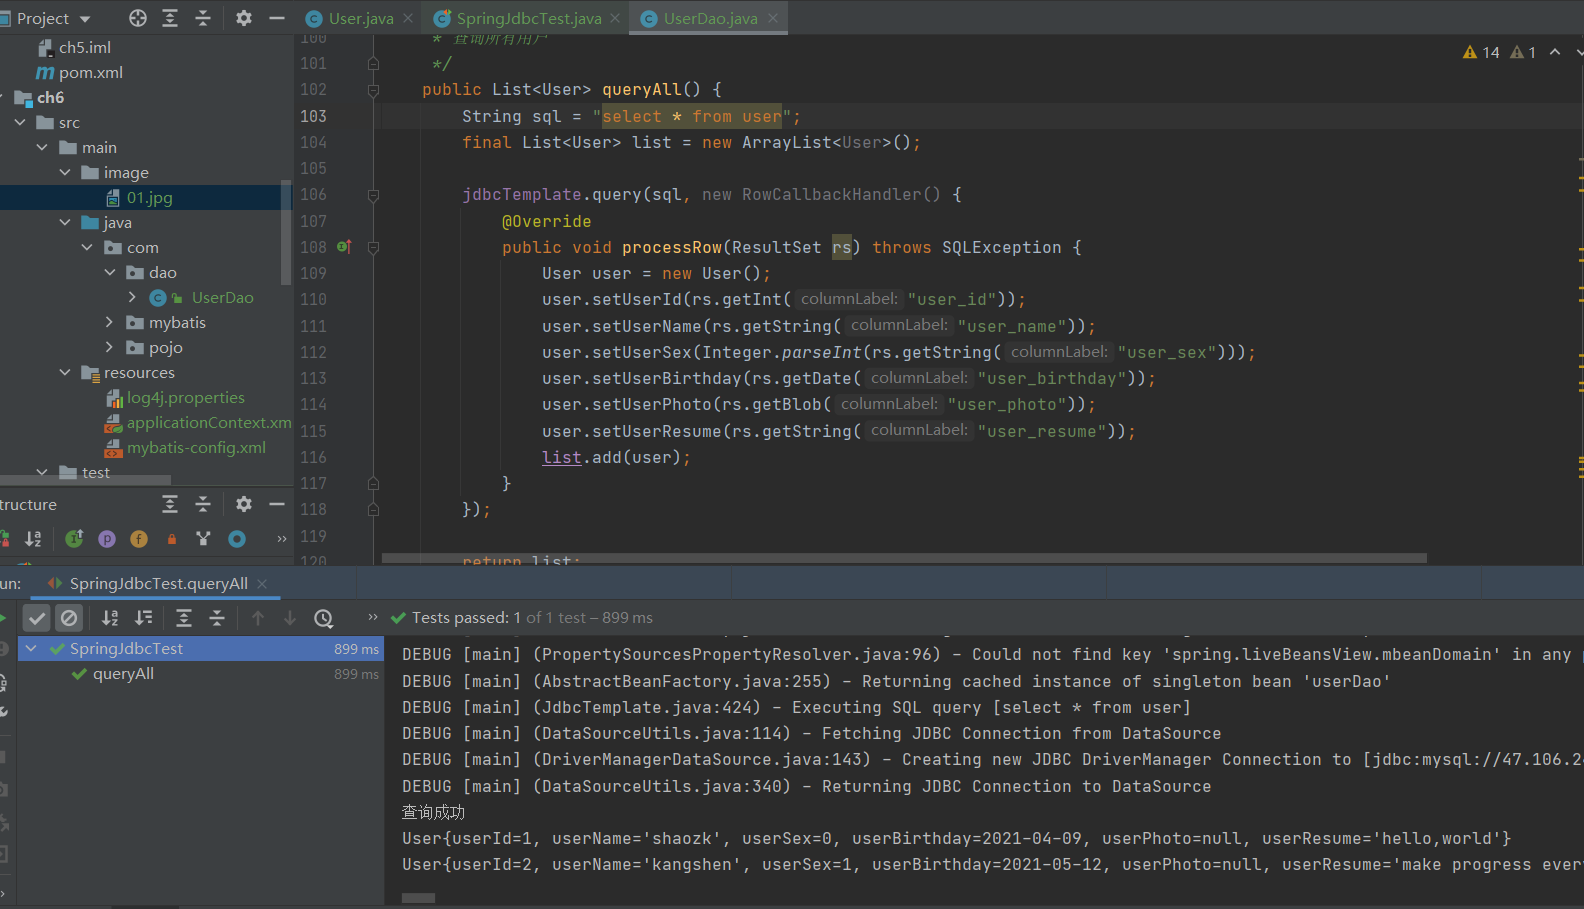 Project
User.java
SpringJdbcTest.java
UserDao.java
ch5.iml
pom.xml
ch6
src
main
image
01.jpg
java
com
dao
UserDao
mybatis
pojo
resources
log4j.properties
applicationContext.xm
mybatis-config.xml
test
14 1
100 * 查询所有用户
101 */
102 public List<User> queryAll() {
103 String sql = "select * from user";
104 final List<User> list = new ArrayList<User>();
105
106 jdbcTemplate.query(sql, new RowCallbackHandler() {
107 @Override
108 public void processRow(ResultSet rs) throws SQLException {
109 User user = new User();
110 user.setUserId(rs.getInt( columnLabel: "user_id"));
111 user.setUserName(rs.getString( columnLabel: "user_name"));
112 user.setUserSex(Integer.parseInt(rs.getString( columnLabel: "user_sex")));
113 user.setUserBirthday(rs.getDate( columnLabel: "user_birthday"));
114 user.setUserPhoto(rs.getBlob( columnLabel: "user_photo"));
115 user.setUserResume(rs.getString( columnLabel: "user_resume"));
116 list.add(user);
117 }
118 });
119
120 return list;
tructure
un: SpringJdbcTest.queryAll
Tests passed: 1 of 1 test – 899 ms
SpringJdbcTest 899 ms
queryAll 899 ms
DEBUG [main] (PropertySourcesPropertyResolver.java:96) - Could not find key 'spring.liveBeansView.mbeanDomain' in any
DEBUG [main] (AbstractBeanFactory.java:255) - Returning cached instance of singleton bean 'userDao'
DEBUG [main] (JdbcTemplate.java:424) - Executing SQL query [select * from user]
DEBUG [main] (DataSourceUtils.java:114) - Fetching JDBC Connection from DataSource
DEBUG [main] (DriverManagerDataSource.java:143) - Creating new JDBC DriverManager Connection to [jdbc:mysql://47.106.24
DEBUG [main] (DataSourceUtils.java:340) - Returning JDBC Connection to DataSource
查询成功
User{userId=1, userName='shaozk', userSex=0, userBirthday=2021-04-09, userPhoto=null, userResume='hello,world'}
User{userId=2, userName='kangshen', userSex=1, userBirthday=2021-05-12, userPhoto=null, userResume='make progress ever